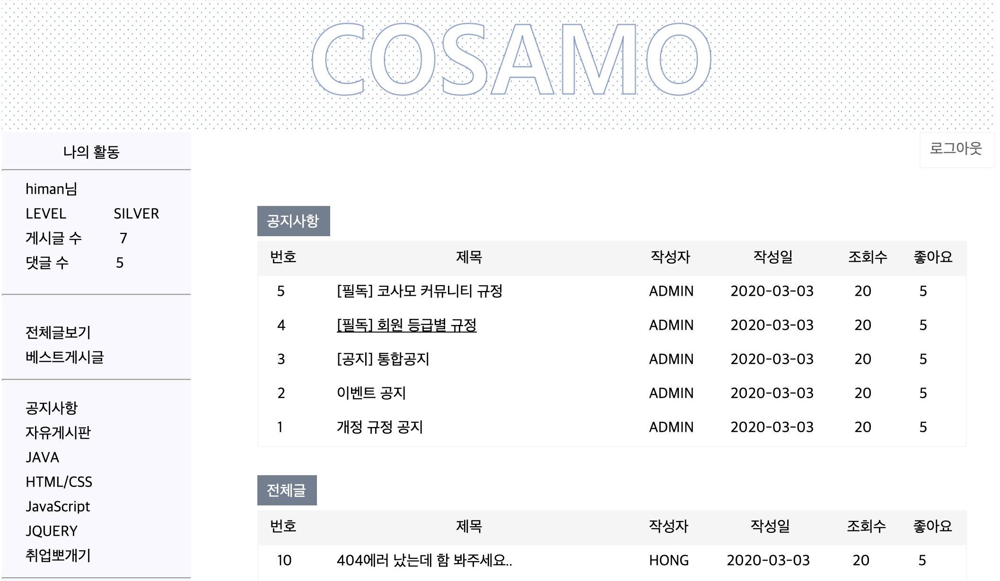 COSAMO
로그아웃
나의 활동
himan님
LEVEL SILVER
게시글 수 7
댓글 수 5
전체글보기
베스트게시글
공지사항
자유게시판
JAVA
HTML/CSS
JavaScript
JQUERY
취업뽀개기
공지사항
번호 제목 작성자 작성일 조회수 좋아요
5 [필독] 코사모 커뮤니티 규정 ADMIN 2020-03-03 20 5
4 [필독] 회원 등급별 규정 ADMIN 2020-03-03 20 5
3 [공지] 통합공지 ADMIN 2020-03-03 20 5
2 이벤트 공지 ADMIN 2020-03-03 20 5
1 개정 규정 공지 ADMIN 2020-03-03 20 5
전체글
번호 제목 작성자 작성일 조회수 좋아요
10 404에러 났는데 함 봐주세요.. HONG 2020-03-03 20 5